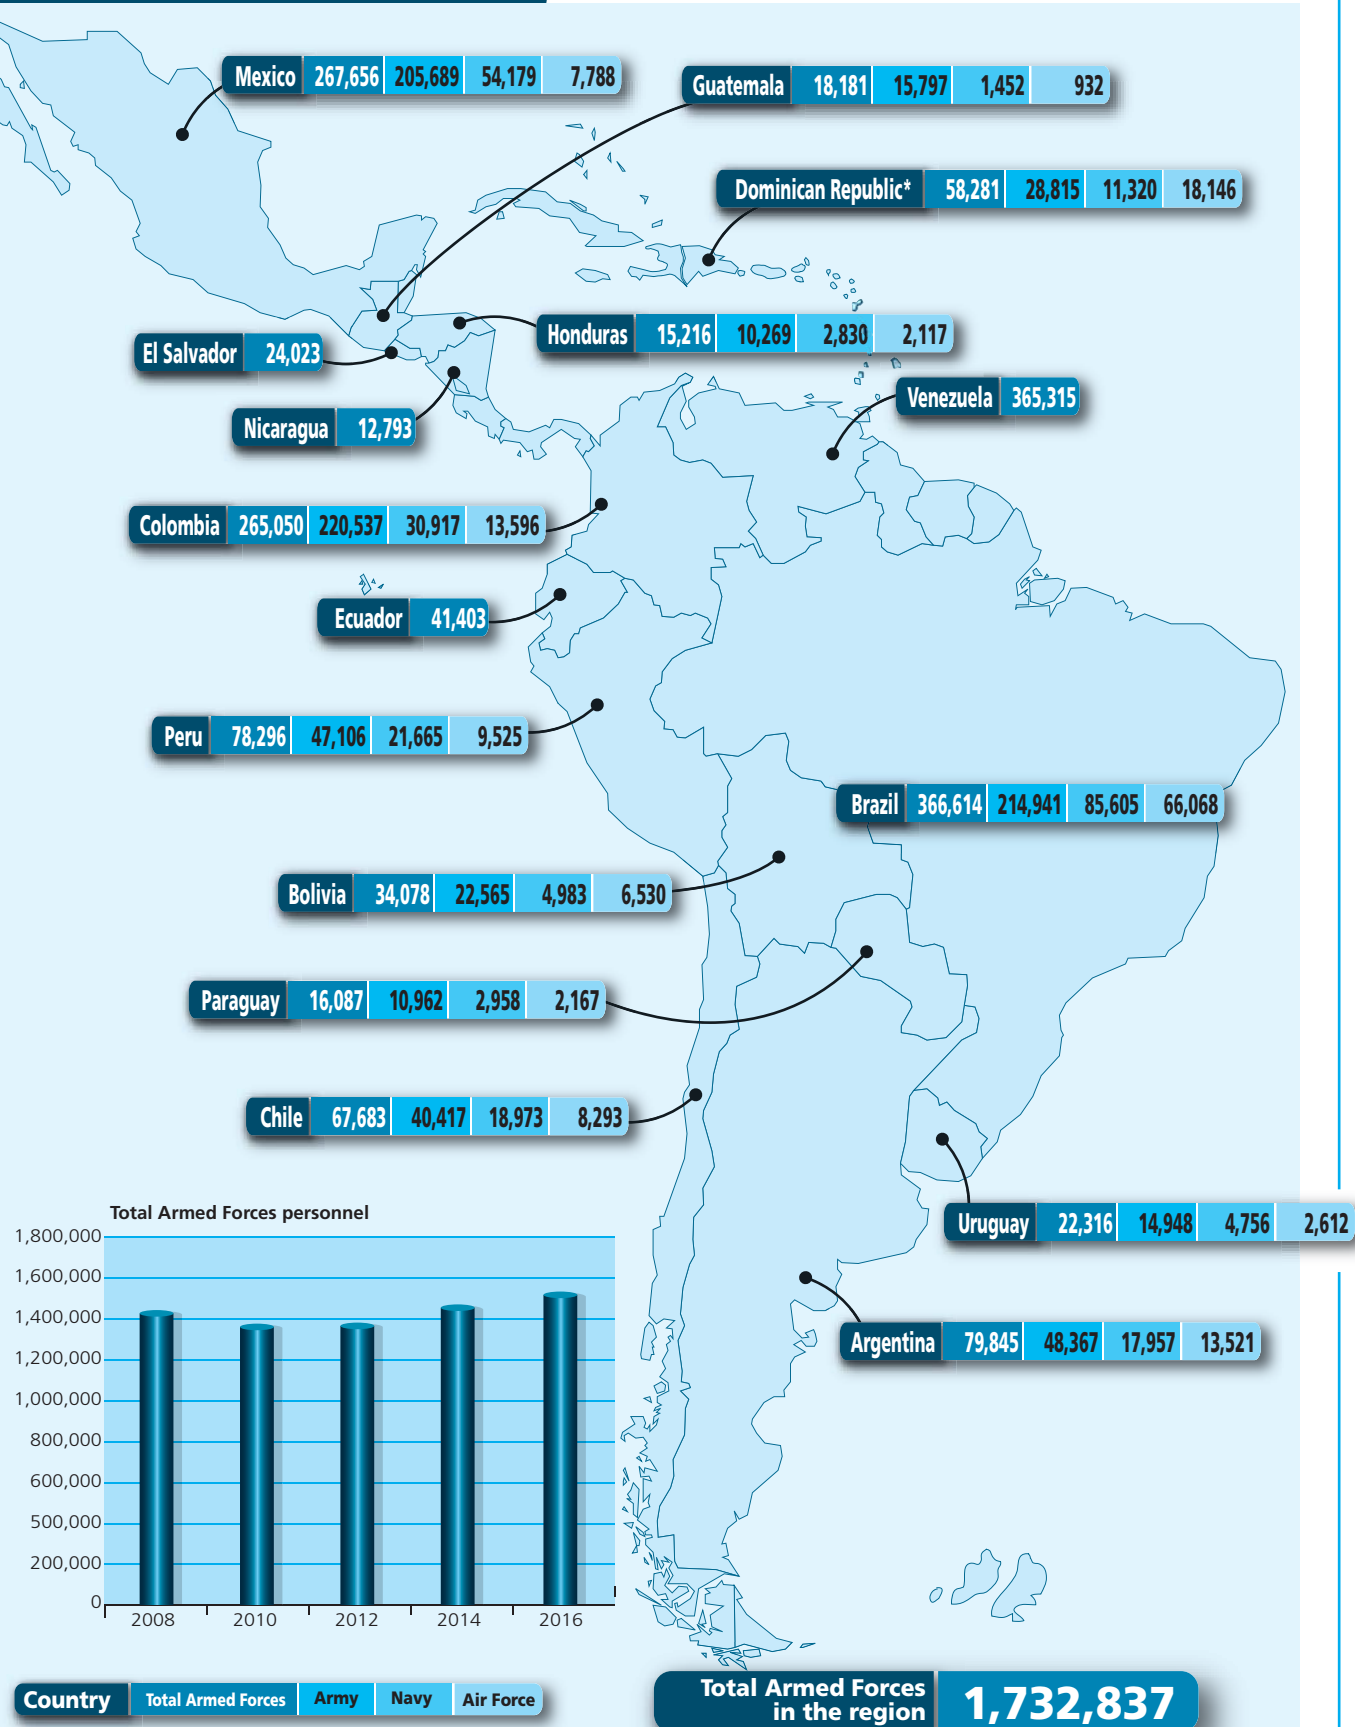 Mexico 267,656 205,689 54,179 7,788
Guatemala 18,181 15,797 1,452 932
Dominican Republic* 58,281 28,815 11,320 18,146
Honduras 15,216 10,269 2,830 2,117
El Salvador 24,023
Venezuela 365,315
Nicaragua 12,793
Colombia 265,050 220,537 30,917 13,596
Ecuador 41,403
Peru 78,296 47,106 21,665 9,525
Brazil 366,614 214,941 85,605 66,068
Bolivia 34,078 22,565 4,983 6,530
Paraguay 16,087 10,962 2,958 2,167
Chile 67,683 40,417 18,973 8,293
Uruguay 22,316 14,948 4,756 2,612
Argentina 79,845 48,367 17,957 13,521
Total Armed Forces personnel
1,800,000
1,600,000
1,400,000
1,200,000
1,000,000
800,000
600,000
500,000
200,000
0
2008 2010 2012 2014 2016
Country Total Armed Forces Army Navy Air Force
Total Armed Forces
in the region
1,732,837